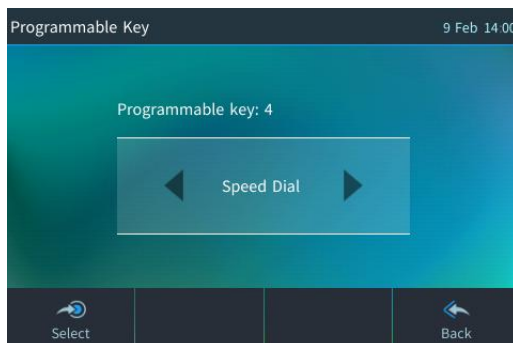 Programmable Key 9 Feb 14:00
Programmable key: 4
Speed Dial
Select Back